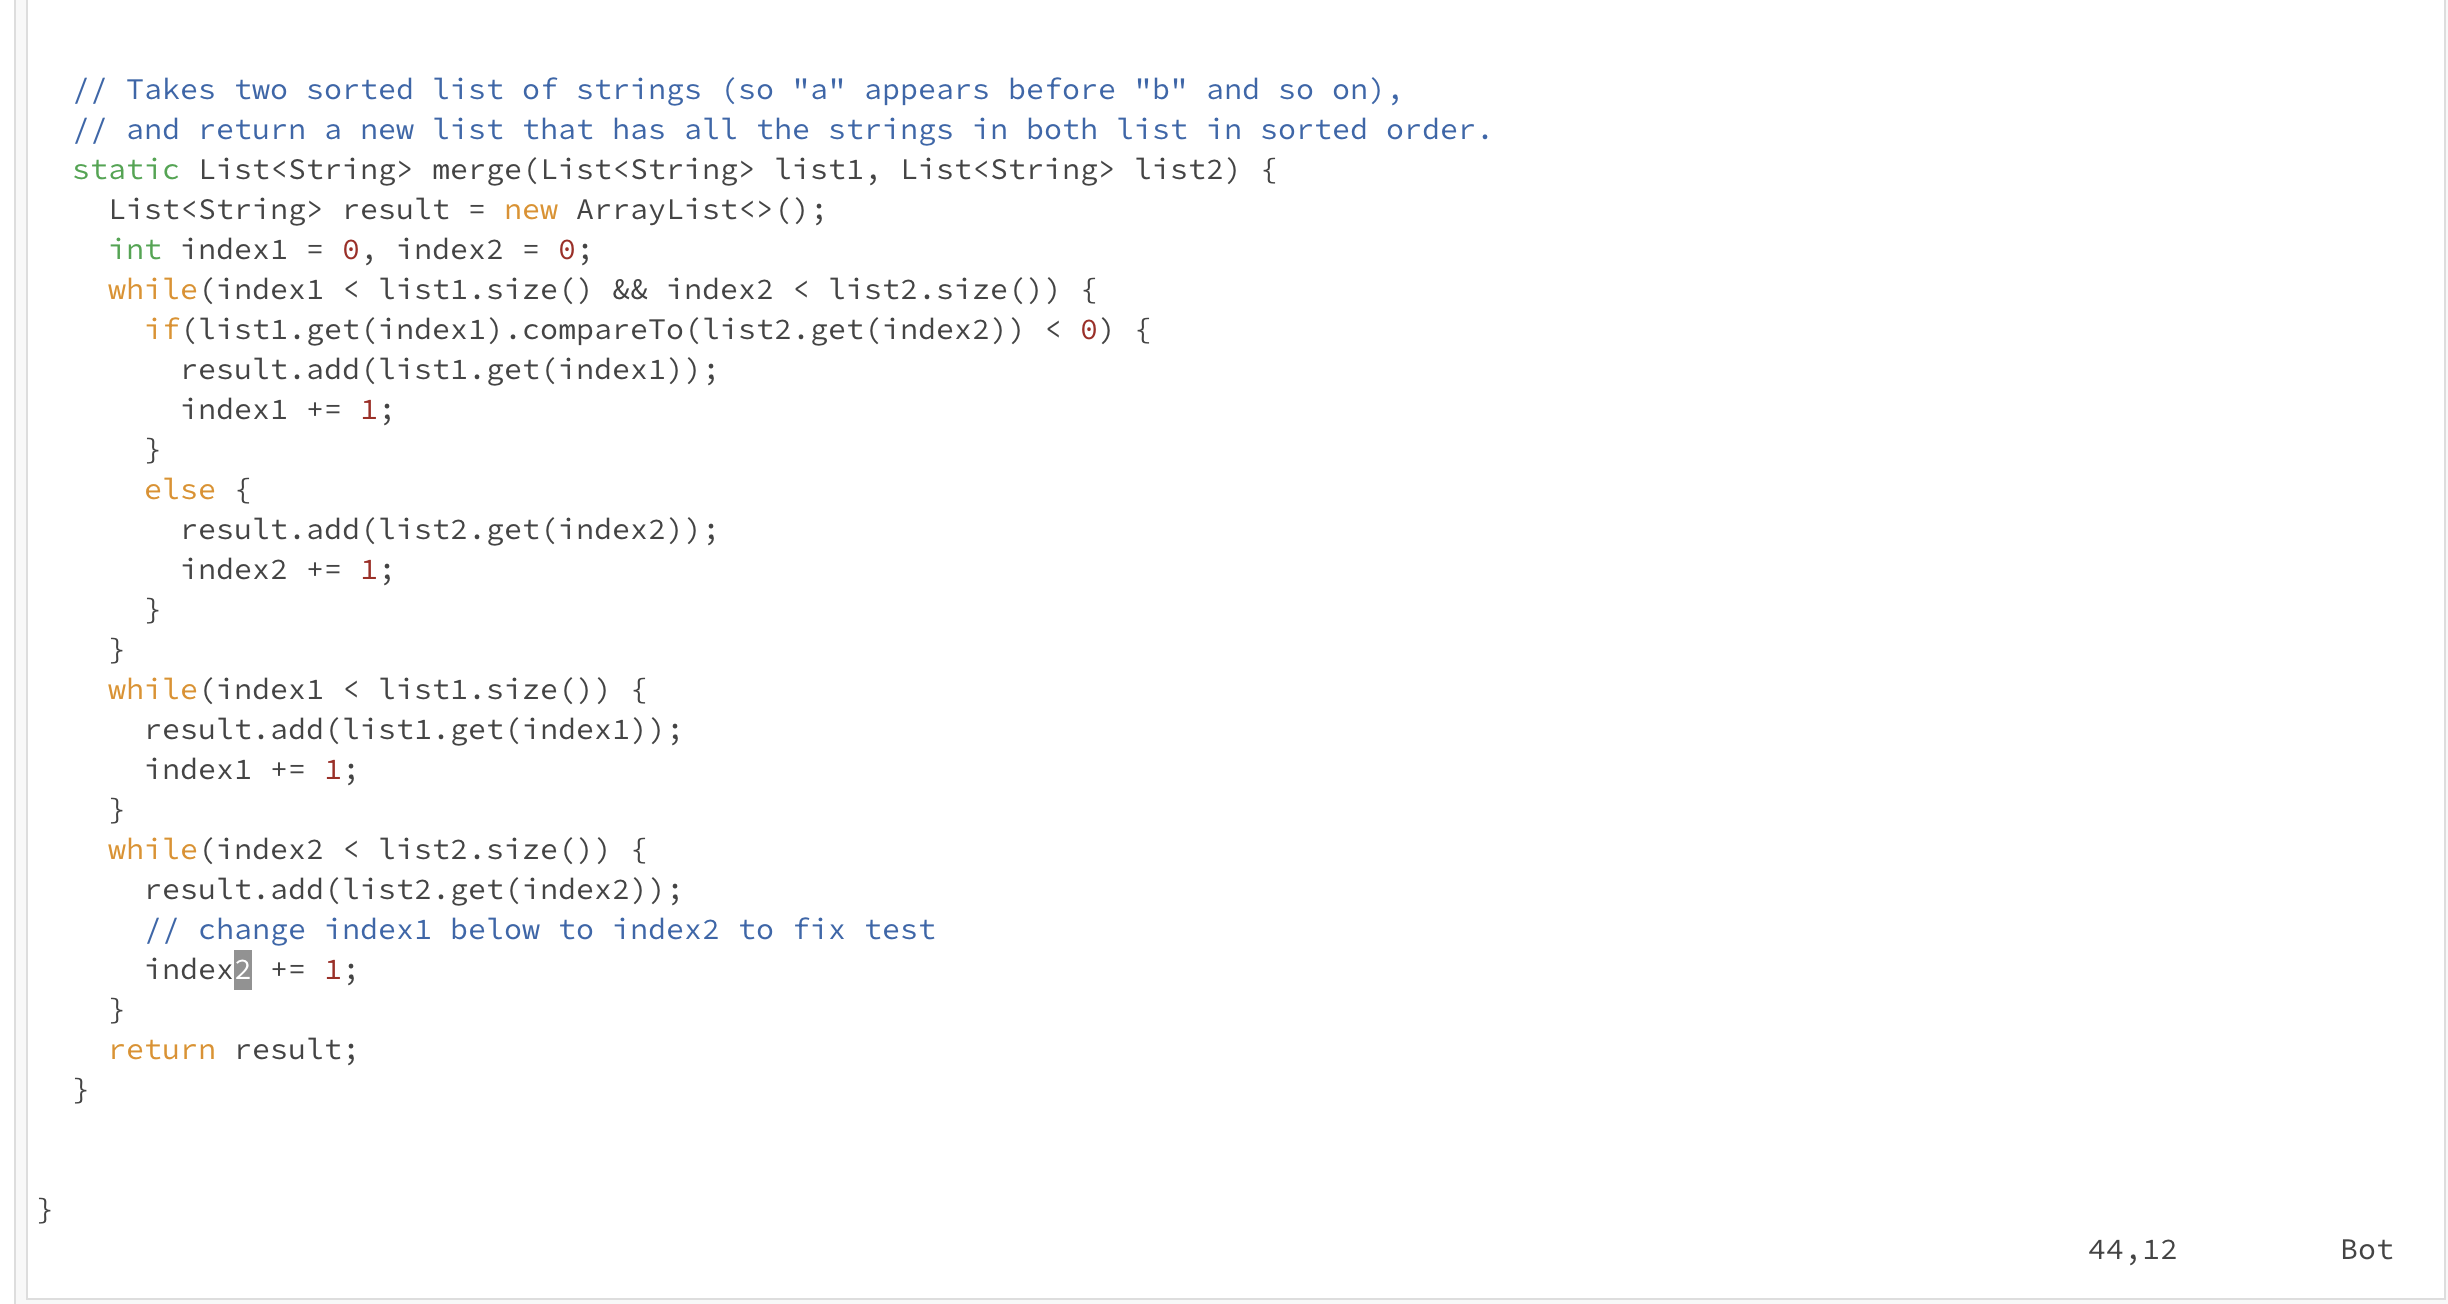 // Takes two sorted list of strings (so "a" appears before "b" and so on),
// and return a new list that has all the strings in both list in sorted order.
static List<String> merge(List<String> list1, List<String> list2) {
List<String> result = new ArrayList<>();
int index1 = 0, index2 = 0;
while(index1 < list1.size() && index2 < list2.size()) {
if(list1.get(index1).compareTo(list2.get(index2)) < 0) {
result.add(list1.get(index1));
index1 += 1;
}
else {
result.add(list2.get(index2));
index2 += 1;
}
}
while(index1 < list1.size()) {
result.add(list1.get(index1));
index1 += 1;
}
while(index2 < list2.size()) {
result.add(list2.get(index2));
// change index1 below to index2 to fix test
index2 += 1;
}
return result;
}
}
44,12 Bot